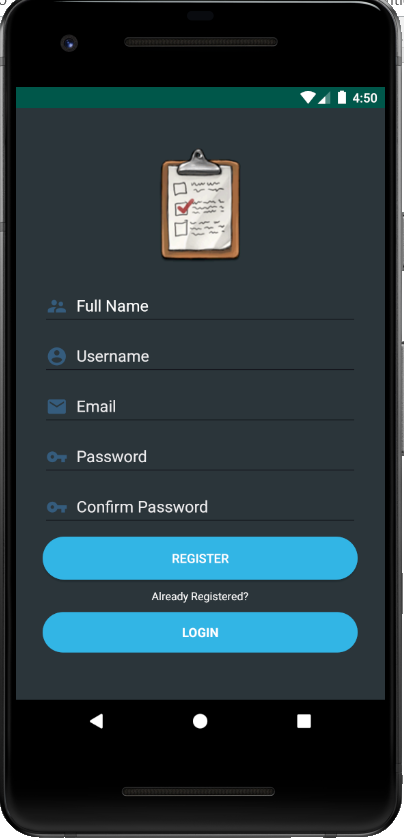 4:50
Full Name
Username
Email
Password
Confirm Password
REGISTER
Already Registered?
LOGIN